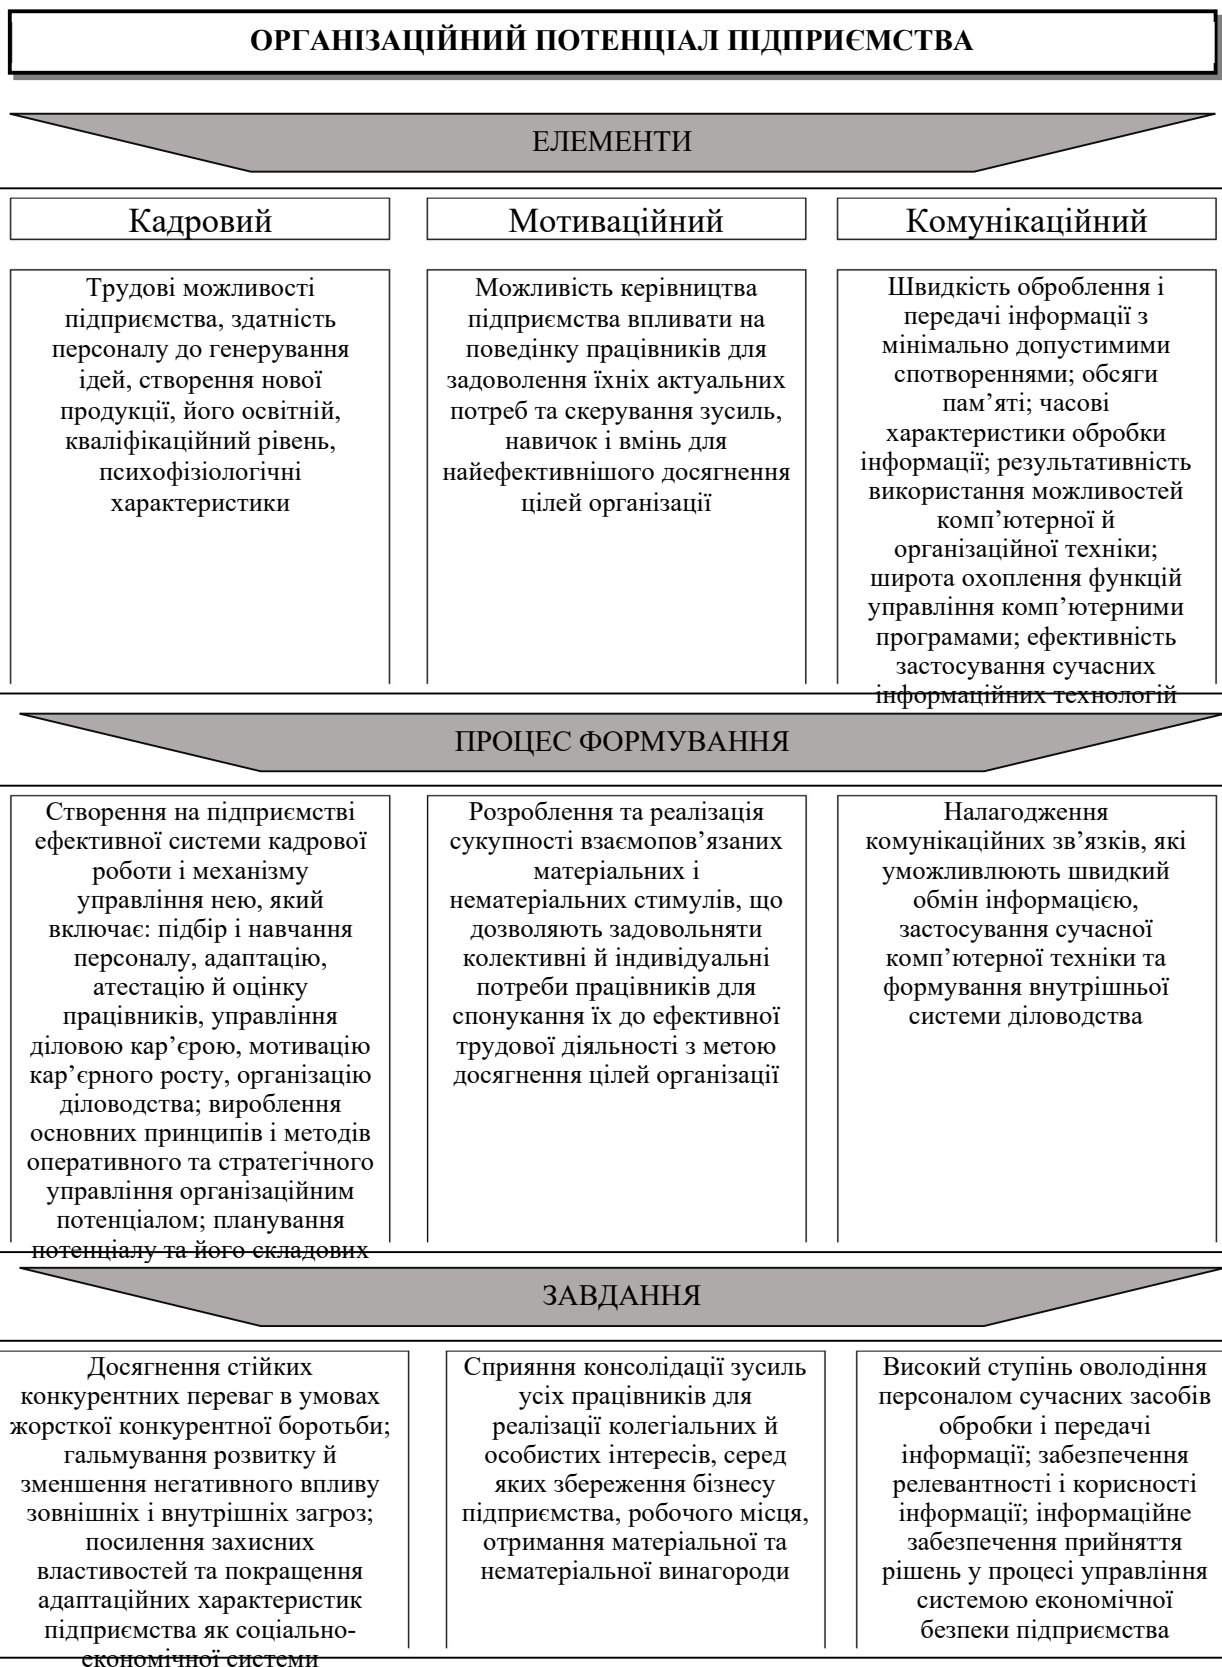 ОРГАНІЗАЦІЙНИЙ ПОТЕНЦІАЛ ПІДПРИЄМСТВА
ЕЛЕМЕНТИ
Кадровий
Трудові можливості
підприємства, здатність
персоналу до генерування
ідей, створення нової
продукції, його освітній,
кваліфікаційний рівень,
психофізіологічні
характеристики
Мотиваційний
Можливість керівництва
підприємства впливати на
поведінку працівників для
задоволення їхніх актуальних
потреб та скерування зусиль,
навичок і вмінь для
найефективнішого досягнення
цілей організації
Комунікаційний
Швидкість оброблення і
передачі інформації з
мінімально допустимими
спотвореннями; обсяги
пам’яті; часові
характеристики обробки
інформації; результативність
використання можливостей
комп’ютерної й
організаційної техніки;
широта охоплення функцій
управління комп’ютерними
програмами; ефективність
застосування сучасних
інформаційних технологій
ПРОЦЕС ФОРМУВАННЯ
Створення на підприємстві
ефективної системи кадрової
роботи і механізму
управління нею, який
включає: підбір і навчання
персоналу, адаптацію,
атестацію й оцінку
працівників, управління
діловою кар’єрою, мотивацію
кар’єрного росту, організацію
діловодства; вироблення
основних принципів і методів
оперативного та стратегічного
управління організаційним
потенціалом; планування
потенціалу та його складових
Розроблення та реалізація
сукупності взаємопов’язаних
матеріальних і
нематеріальних стимулів, що
дозволяють задовольняти
колективні й індивідуальні
потреби працівників для
спонукання їх до ефективної
трудової діяльності з метою
досягнення цілей організації
Налагодження
комунікаційних зв’язків, які
уможливлюють швидкий
обмін інформацією,
застосування сучасної
комп’ютерної техніки та
формування внутрішньої
системи діловодства
ЗАВДАННЯ
Досягнення стійких
конкурентних переваг в умовах
жорсткої конкурентної боротьби;
гальмування розвитку й
зменшення негативного впливу
зовнішніх і внутрішніх загроз;
посилення захисних
властивостей та покращення
адаптаційних характеристик
підприємства як соціально-
економічної системи
Сприяння консолідації зусиль
усіх працівників для
реалізації колегіальних й
особистих інтересів, серед
яких збереження бізнесу
підприємства, робочого місця,
отримання матеріальної та
нематеріальної винагороди
Високий ступінь оволодіння
персоналом сучасних засобів
обробки і передачі
інформації; забезпечення
релевантності і корисності
інформації; інформаційне
забезпечення прийняття
рішень у процесі управління
системою економічної
безпеки підприємства